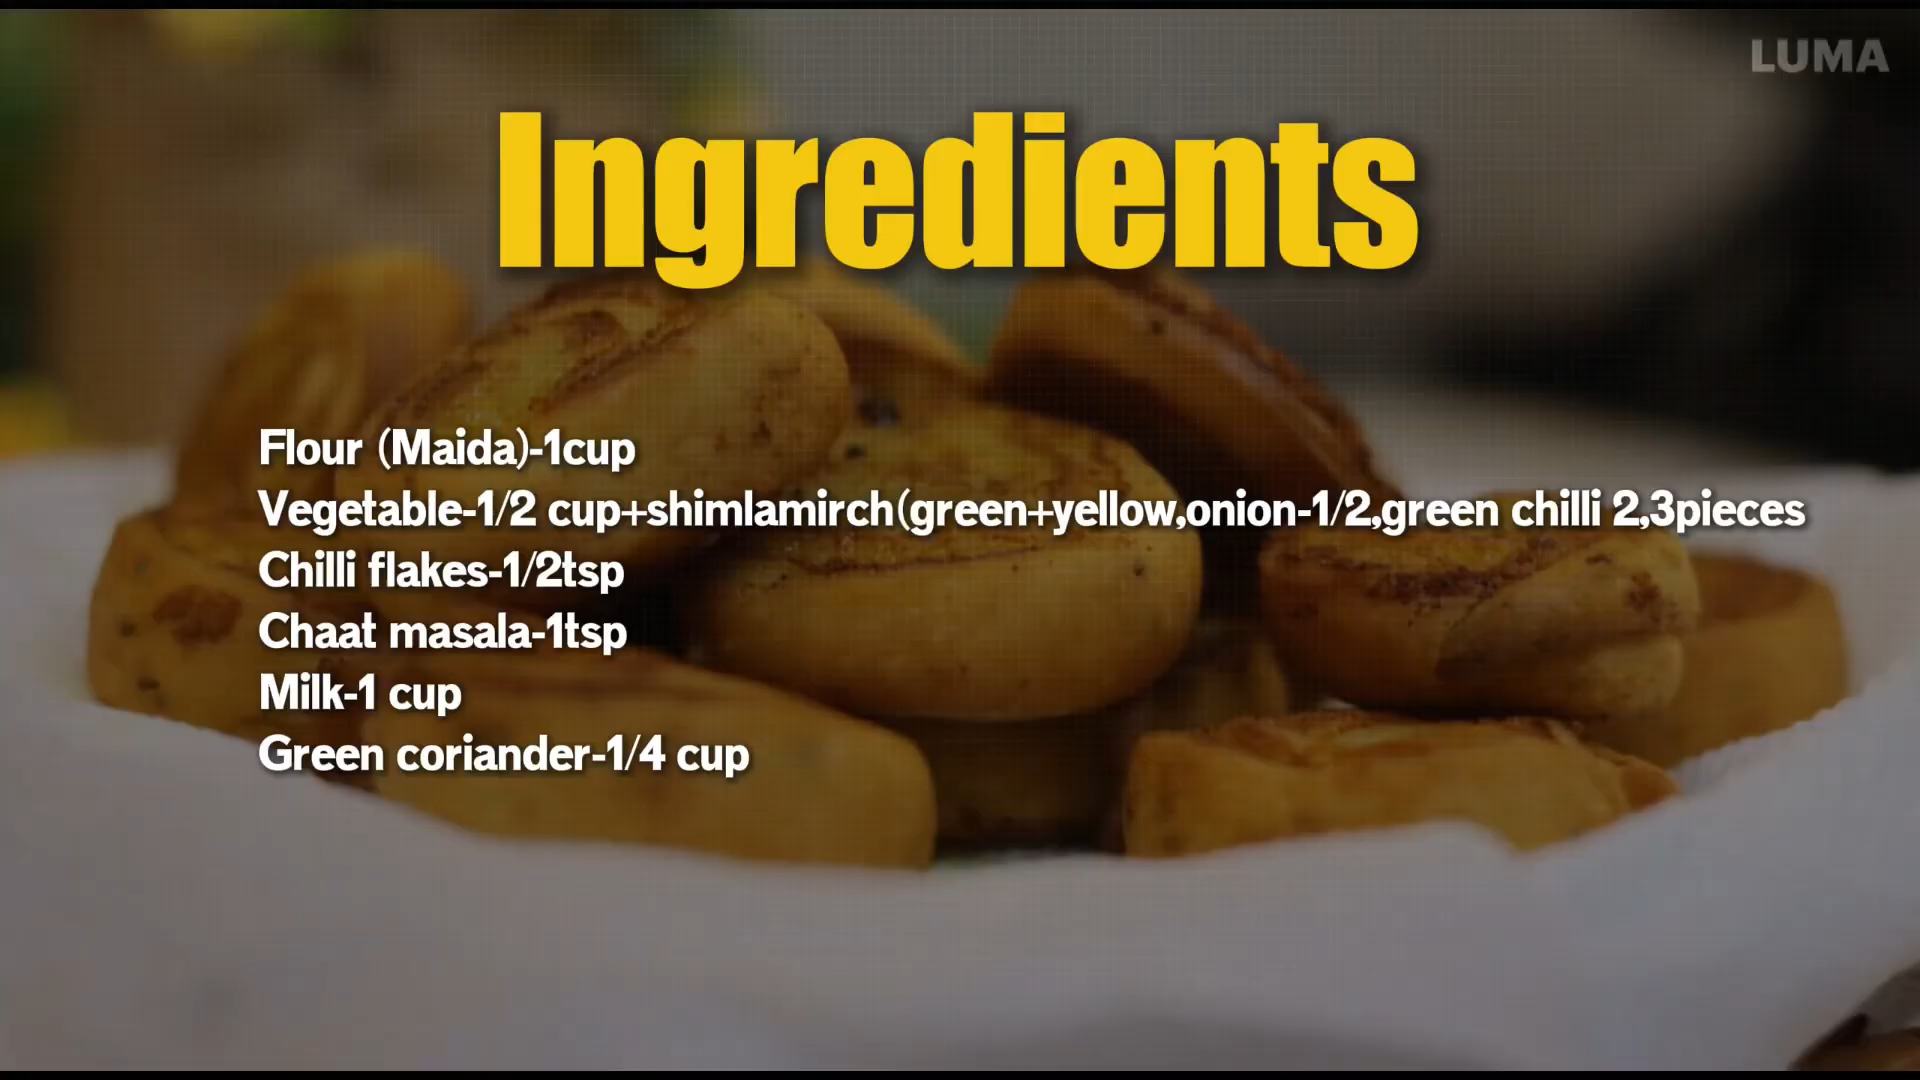 LUMA
Ingredients
Flour (Maida)-1cup
Vegetable-1/2 cup+shimlamirch(green+yellow,onion-1/2,green chilli 2,3pieces
Chilli flakes-1/2tsp
Chaat masala-1tsp
Milk-1 cup
Green coriander-1/4 cup